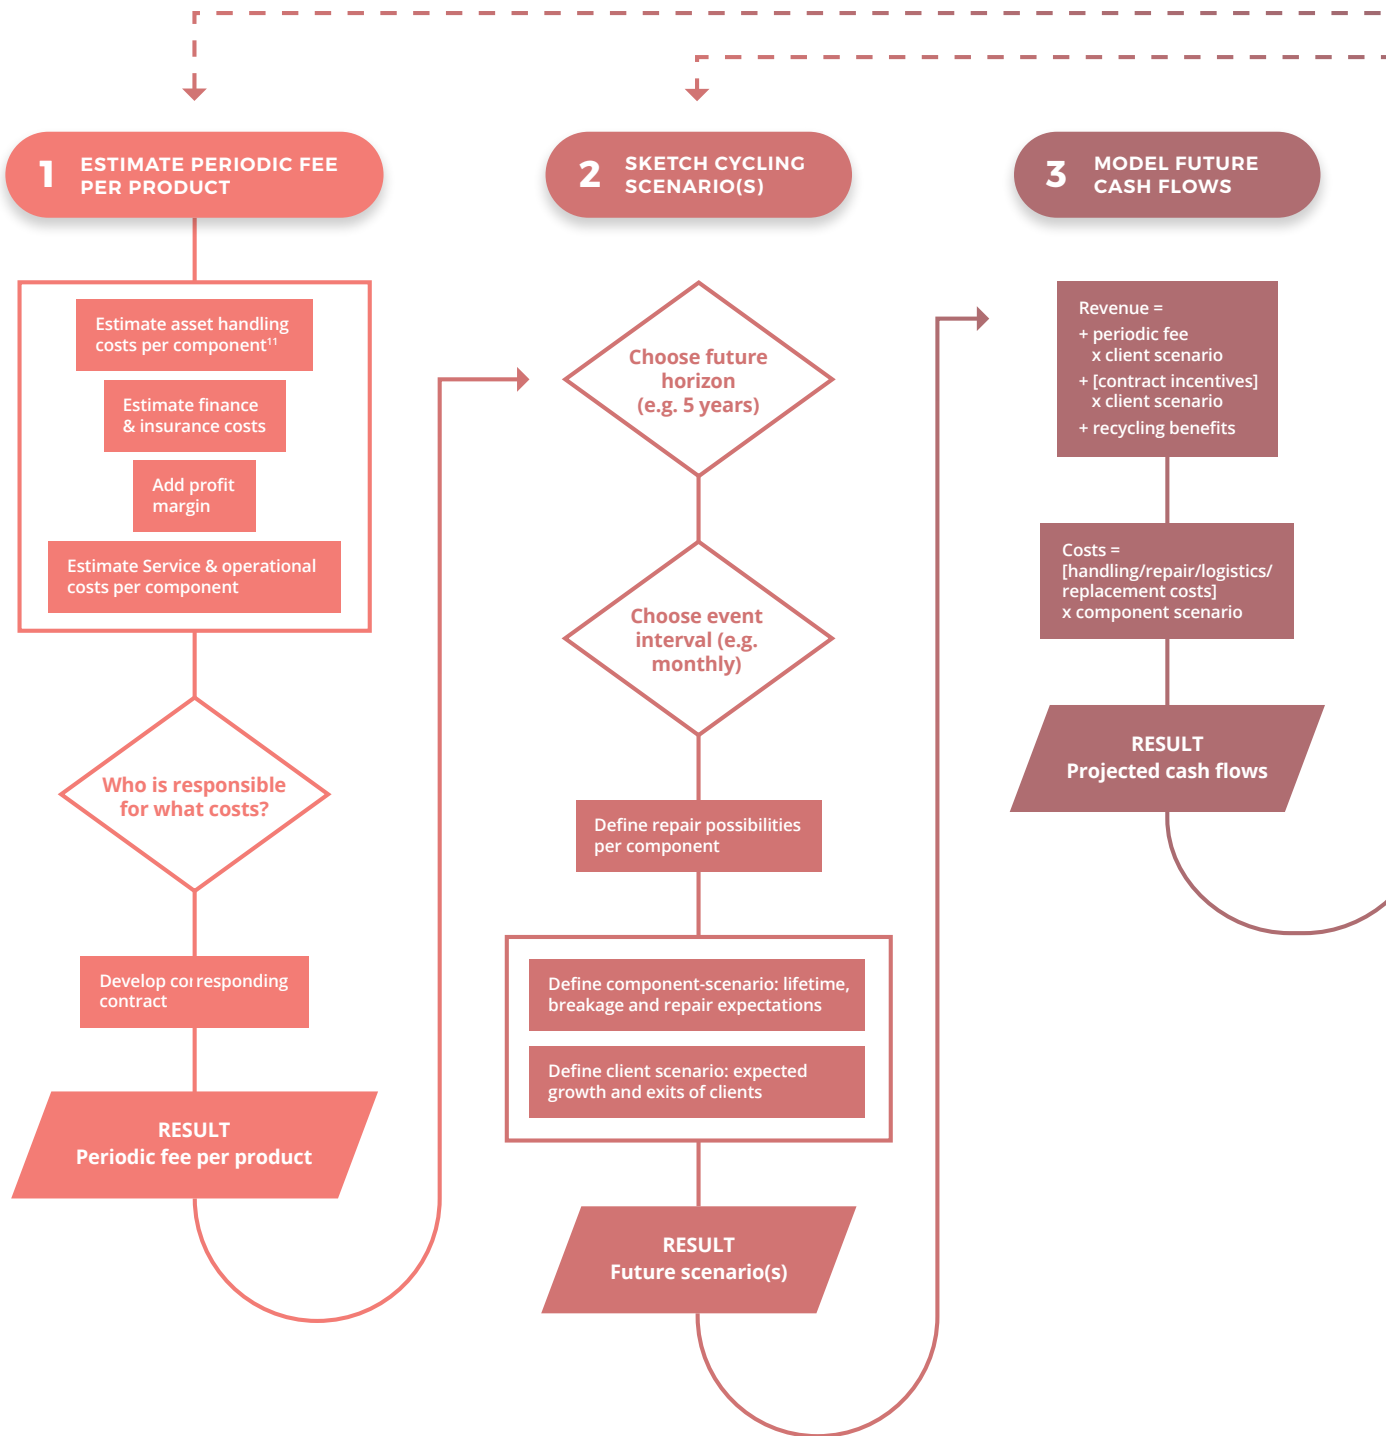 1
ESTIMATE PERIODIC FEE
PER PRODUCT
Estimate asset handling
costs per component¹¹
Estimate finance
& insurance costs
Add profit
margin
Estimate Service & operational
costs per component
Who is responsible
for what costs?
Develop corresponding
contract
RESULT
Periodic fee per product
2
SKETCH CYCLING
SCENARIO(S)
Choose future
horizon
(e.g. 5 years)
Choose event
interval (e.g.
monthly)
Define repair possibilities
per component
Define component-scenario: lifetime,
breakage and repair expectations
Define client scenario: expected
growth and exits of clients
RESULT
Future scenario(s)
3
MODEL FUTURE
CASH FLOWS
Revenue =
+ periodic fee
x client scenario
+ [contract incentives]
x client scenario
+ recycling benefits
Costs =
[handling/repair/logistics/
replacement costs]
x component scenario
RESULT
Projected cash flows